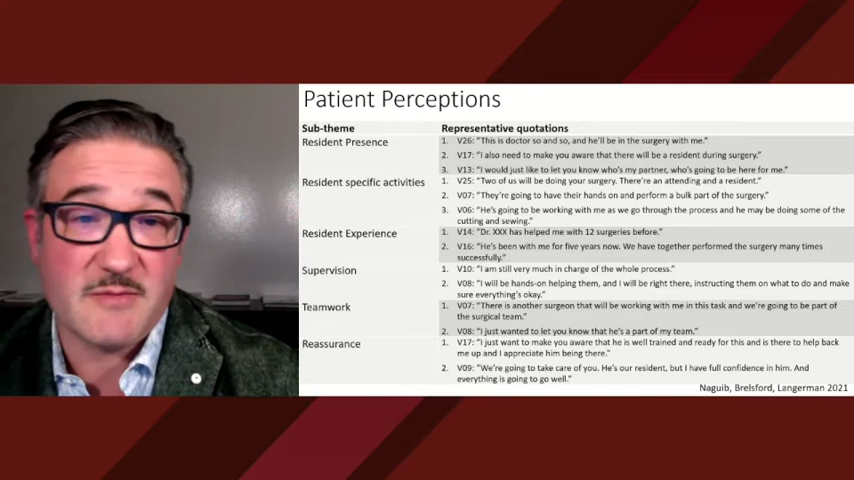 Patient Perceptions
Sub-theme Representative quotations
Resident Presence 1. V26: "This is doctor so and so, and he'll be in the surgery with me."
2. V17: "I also need to make you aware that there will be a resident during surgery."
3. V13: "I would just like to let you know who's my partner, who's going to be here for me."
Resident specific activities 1. V25: "Two of us will be doing your surgery. There're an attending and a resident."
2. V07: "They're going to have their hands on and perform a bulk part of the surgery."
3. V06: "He's going to be working with me as we go through the process and he may be doing some of the
cutting and sewing."
Resident Experience 1. V14: "Dr. XXX has helped me with 12 surgeries before."
2. V16: "He's been with me for five years now. We have together performed the surgery many times
successfully."
Supervision 1. V10: "I am still very much in charge of the whole process."
2. V08: "I will be hands-on helping them, and I will be right there, instructing them on what to do and make
sure everything's okay."
Teamwork 1. V07: "There is another surgeon that will be working with me in this task and we're going to be part of
the surgical team."
2. V08: "I just wanted to let you know that he's a part of my team."
Reassurance 1. V17: "I just want to make you aware that he is well trained and ready for this and is there to help back
me up and I appreciate him being there."
2. V09: "We're going to take care of you. He's our resident, but I have full confidence in him. And
everything is going to go well."
Naguib, Brelsford, Langerman 2021